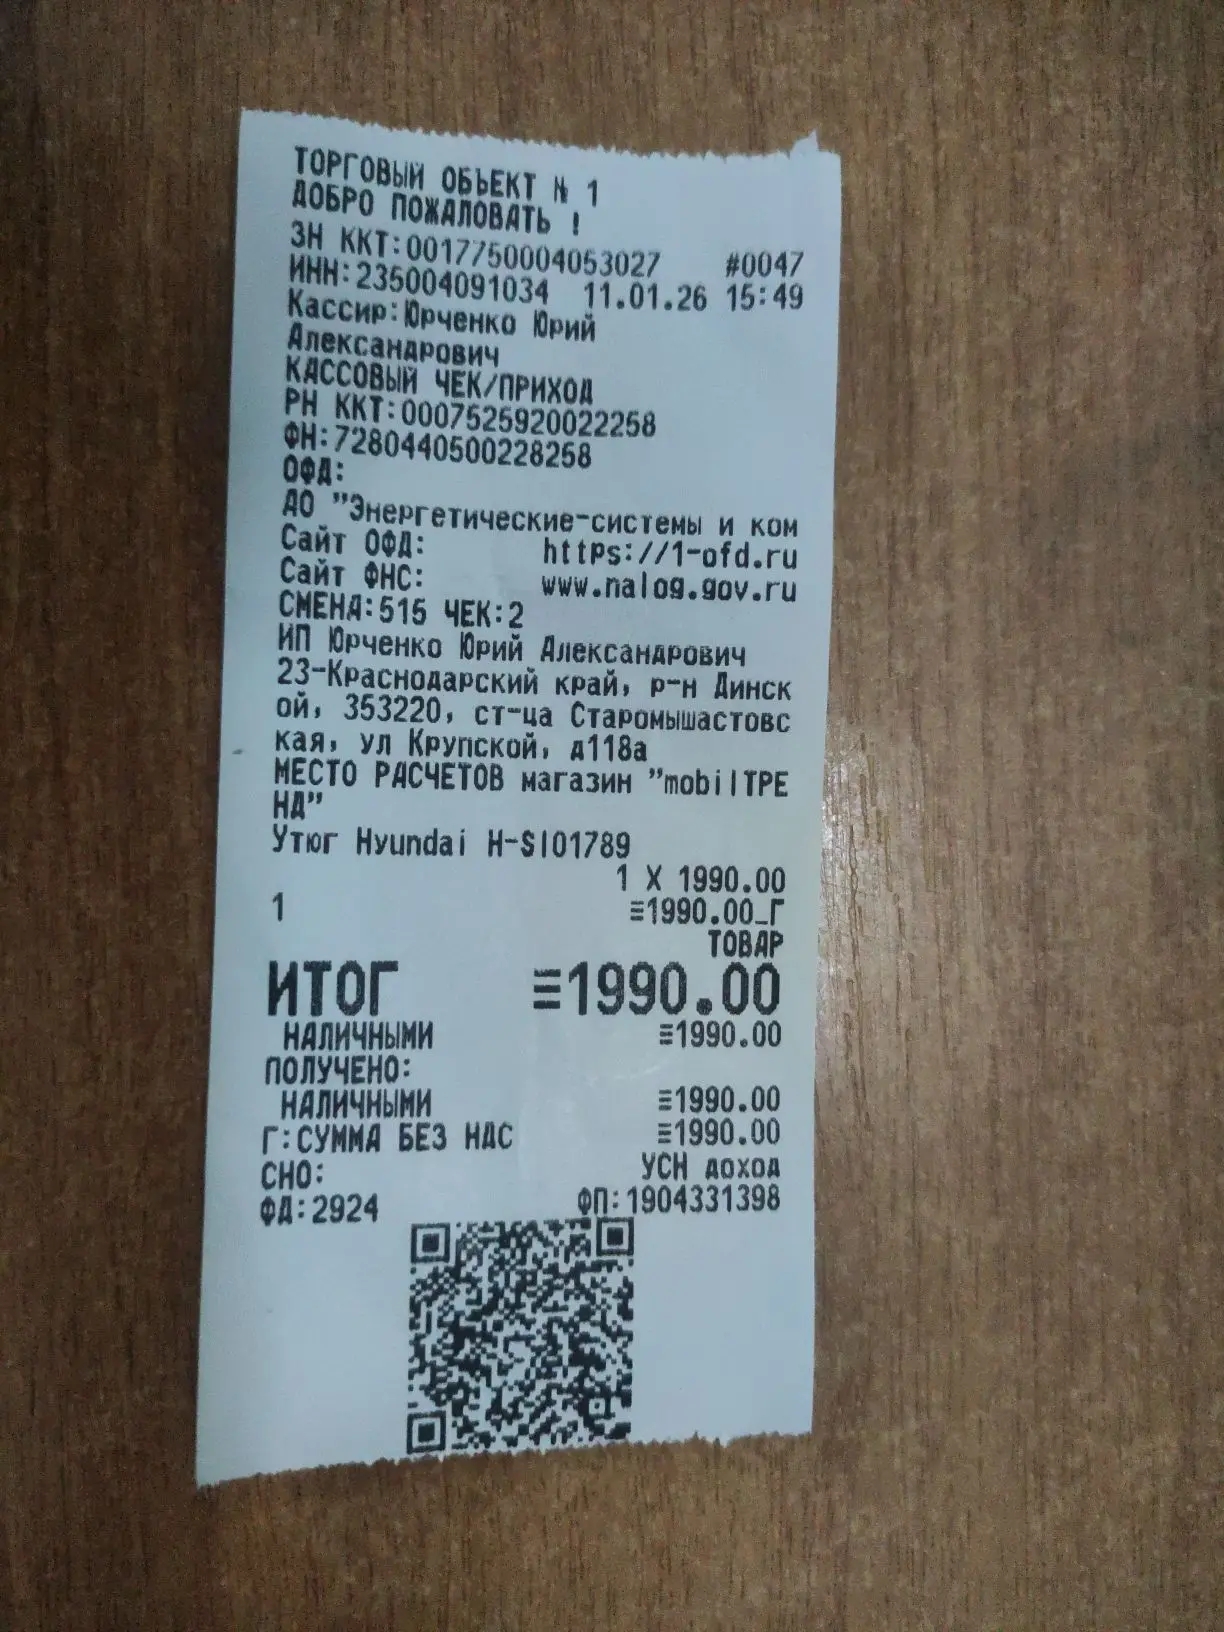 ТОРГОВЫЙ ОБЪЕКТ № 1
ДОБРО ПОЖАЛОВАТЬ !
ЗН ККТ:0017750004053027 #0047
ИНН:235004091034 11.01.26 15:49
Кассир:Юрченко Юрий
Александрович
КАССОВЫЙ ЧЕК/ПРИХОД
РН ККТ:0007525920022258
ФН:7280440500228258
ОФД:
АО "Энергетические-системы и ком
Сайт ОФД: https://1-ofd.ru
Сайт ФНС: www.nalog.gov.ru
СМЕНА:515 ЧЕК:2
ИП Юрченко Юрий Александрович
23-Краснодарский край, р-н Динск
ой, 353220, ст-ца Старомышастовс
кая, ул Крупской, д118а
МЕСТО РАСЧЕТОВ магазин "mobilТРЕ
НД"
Утюг Hyundai H-SI01789
1 X 1990.00
1 ≡1990.00_Г
ТОВАР
ИТОГ ≡1990.00
НАЛИЧНЫМИ ≡1990.00
ПОЛУЧЕНО:
НАЛИЧНЫМИ ≡1990.00
Г:СУММА БЕЗ НДС ≡1990.00
СНО: УСН доход
ФД:2924 ФП:1904331398